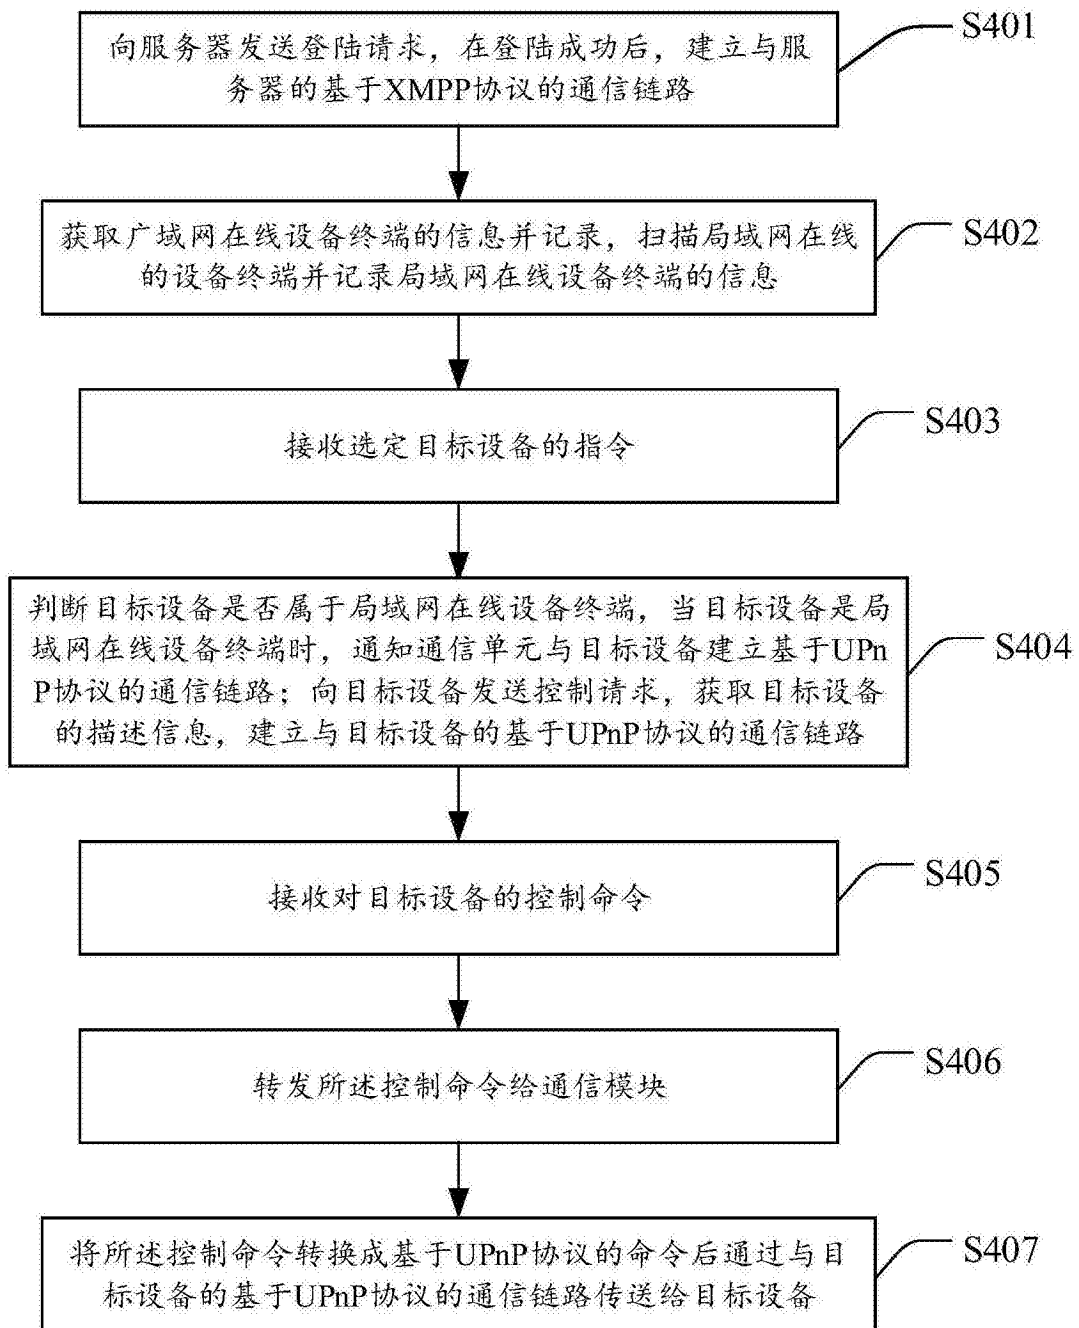 向服务器发送登陆请求，在登陆成功后，建立与服
务器的基于XMPP协议的通信链路
S401
获取广域网在线设备终端的信息并记录，扫描局域网在线
的设备终端并记录局域网在线设备终端的信息
S402
接收选定目标设备的指令
S403
判断目标设备是否属于局域网在线设备终端，当目标设备是局
域网在线设备终端时，通知通信单元与目标设备建立基于UPn
P协议的通信链路；向目标设备发送控制请求，获取目标设备
的描述信息，建立与目标设备的基于UPnP协议的通信链路
S404
接收对目标设备的控制命令
S405
转发所述控制命令给通信模块
S406
将所述控制命令转换成基于UPnP协议的命令后通过与目
标设备的基于UPnP协议的通信链路传送给目标设备
S407